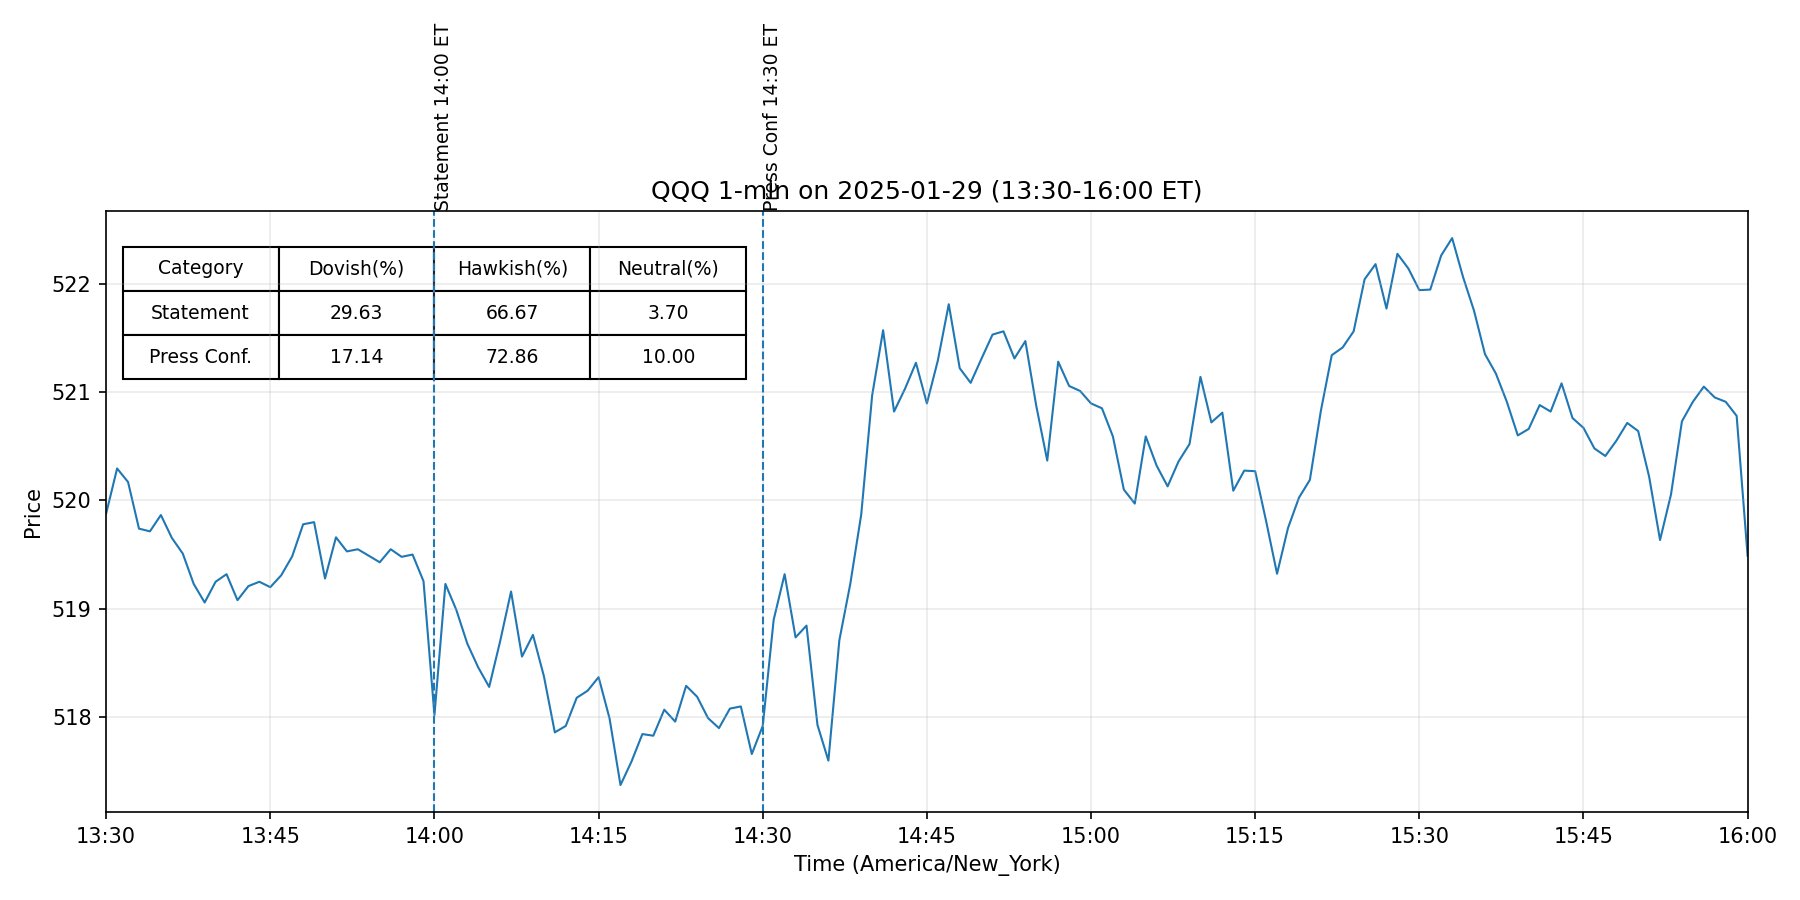 Statement 14:00 ET
Press Conf 14:30 ET
QQQ 1-min on 2025-01-29 (13:30-16:00 ET)
Category Dovish(%) Hawkish(%) Neutral(%)
Statement 29.63 66.67 3.70
Press Conf. 17.14 72.86 10.00
522
521
520
519
518
Price
13:30 13:45 14:00 14:15 14:30 14:45 15:00 15:15 15:30 15:45 16:00
Time (America/New_York)